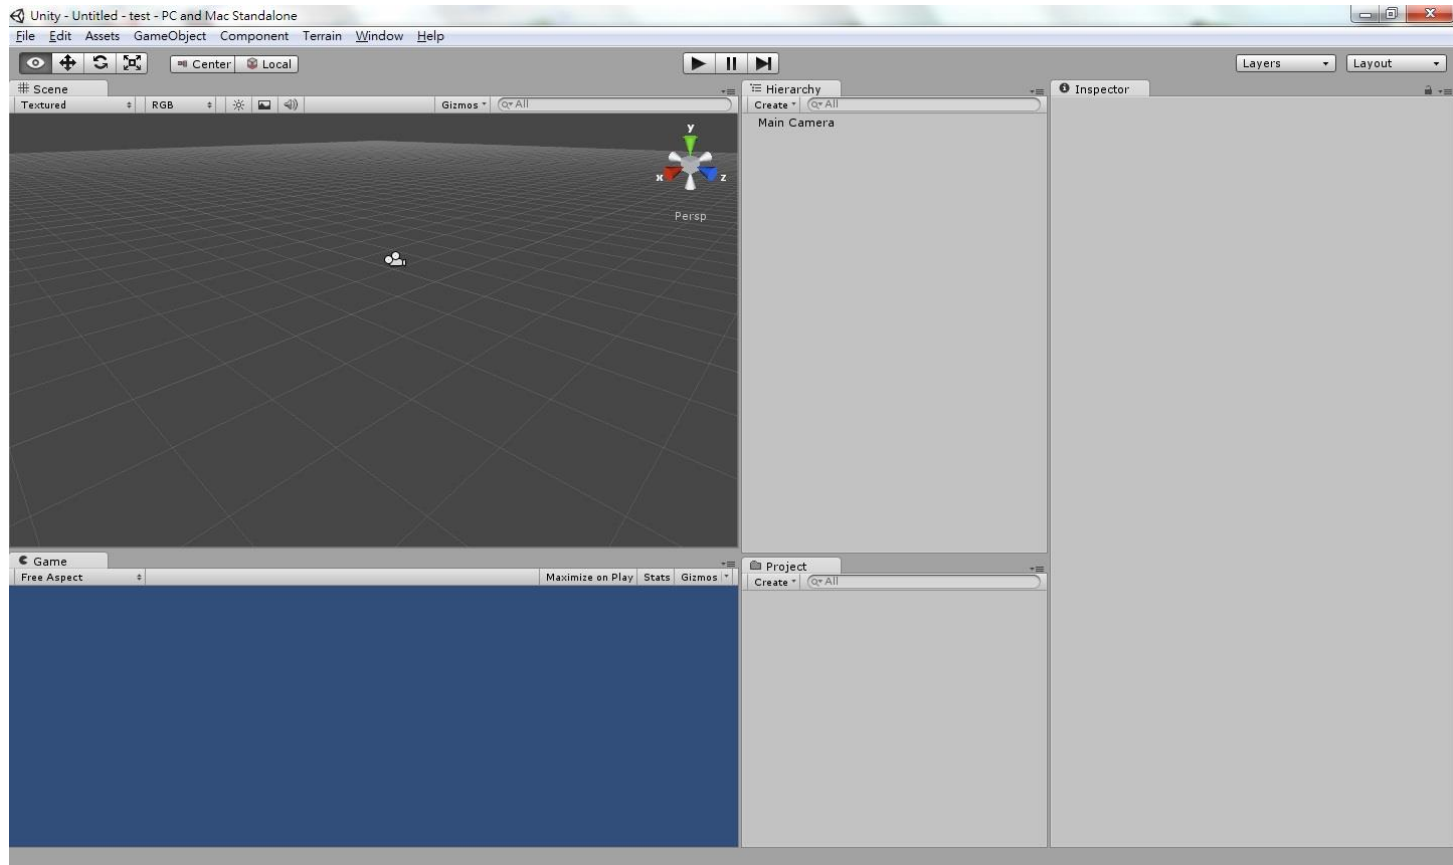 Unity - Untitled - test - PC and Mac Standalone
File Edit Assets GameObject Component Terrain Window Help
Center Local
Layers Layout
Scene
Textured RGB Gizmos All
y
x z
Persp
Hierarchy
Create All
Main Camera
Inspector
Game
Free Aspect Maximize on Play Stats Gizmos
Project
Create All